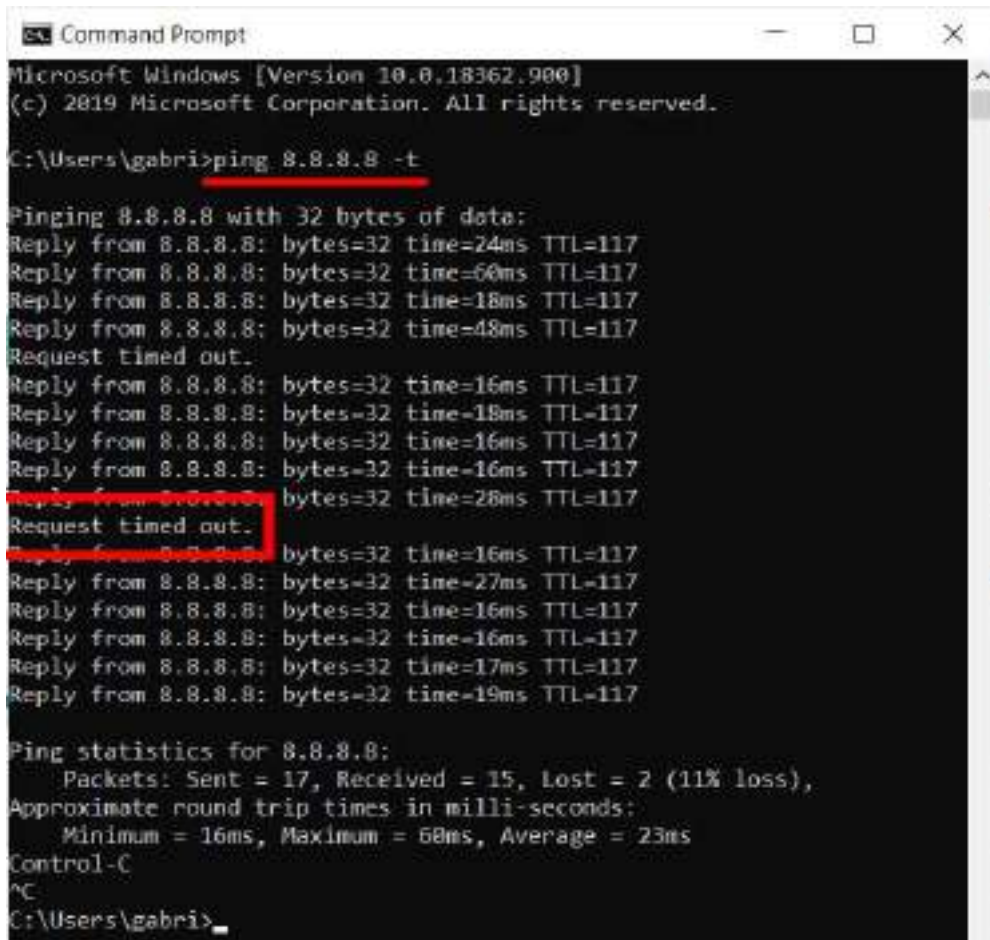 Command Prompt
Microsoft Windows [Version 10.0.18362.900]
(c) 2019 Microsoft Corporation. All rights reserved.
C:\Users\gabri>ping 8.8.8.8 -t
Pinging 8.8.8.8 with 32 bytes of data:
Reply from 8.8.8.8: bytes=32 time=24ms TTL=117
Reply from 8.8.8.8: bytes=32 time=60ms TTL=117
Reply from 8.8.8.8: bytes=32 time=18ms TTL=117
Reply from 8.8.8.8: bytes=32 time=48ms TTL=117
Request timed out.
Reply from 8.8.8.8: bytes=32 time=16ms TTL=117
Reply from 8.8.8.8: bytes=32 time=18ms TTL=117
Reply from 8.8.8.8: bytes=32 time=16ms TTL=117
Reply from 8.8.8.8: bytes=32 time=16ms TTL=117
Reply from 8.8.8.8: bytes=32 time=28ms TTL=117
Request timed out.
Reply from 8.8.8.8: bytes=32 time=16ms TTL=117
Reply from 8.8.8.8: bytes=32 time=27ms TTL=117
Reply from 8.8.8.8: bytes=32 time=16ms TTL=117
Reply from 8.8.8.8: bytes=32 time=16ms TTL=117
Reply from 8.8.8.8: bytes=32 time=17ms TTL=117
Reply from 8.8.8.8: bytes=32 time=19ms TTL=117
Ping statistics for 8.8.8.8:
Packets: Sent = 17, Received = 15, Lost = 2 (11% loss),
Approximate round trip times in milli-seconds:
Minimum = 16ms, Maximum = 60ms, Average = 23ms
Control-C
^C
C:\Users\gabri>